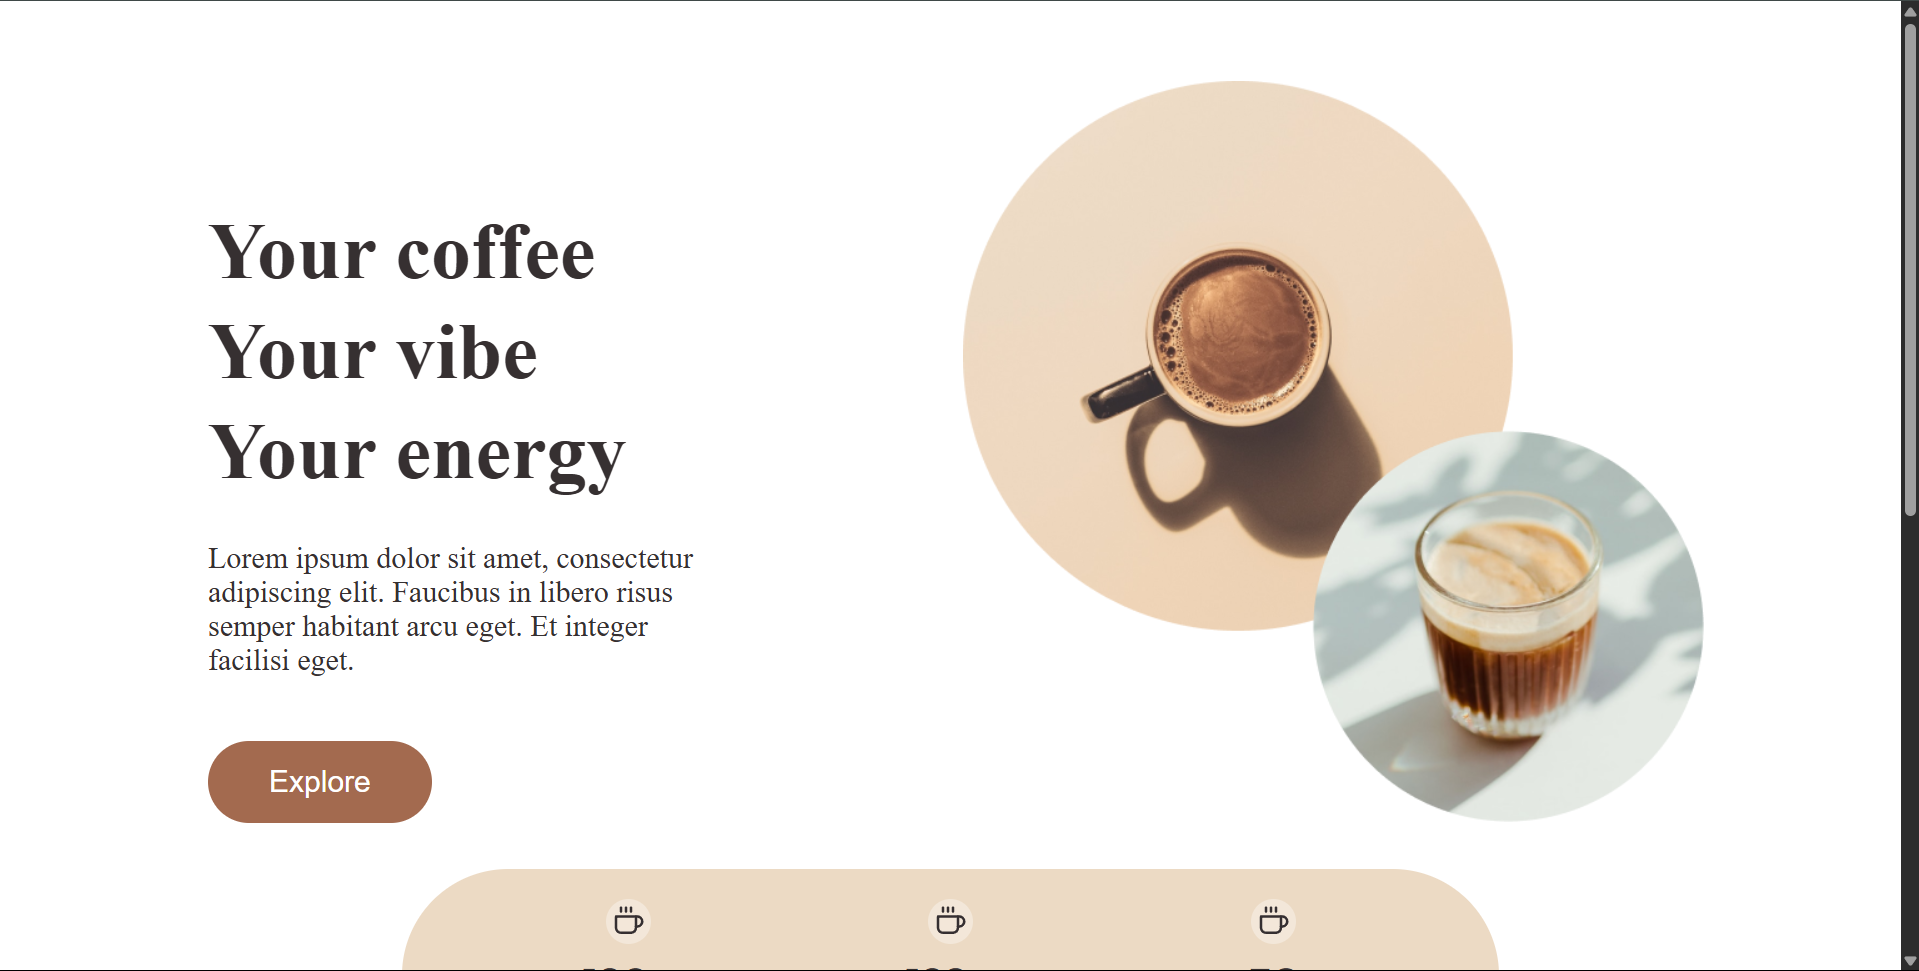 Your coffee
Your vibe
Your energy
Lorem ipsum dolor sit amet, consectetur
adipiscing elit. Faucibus in libero risus
semper habitant arcu eget. Et integer
facilisi eget.
Explore